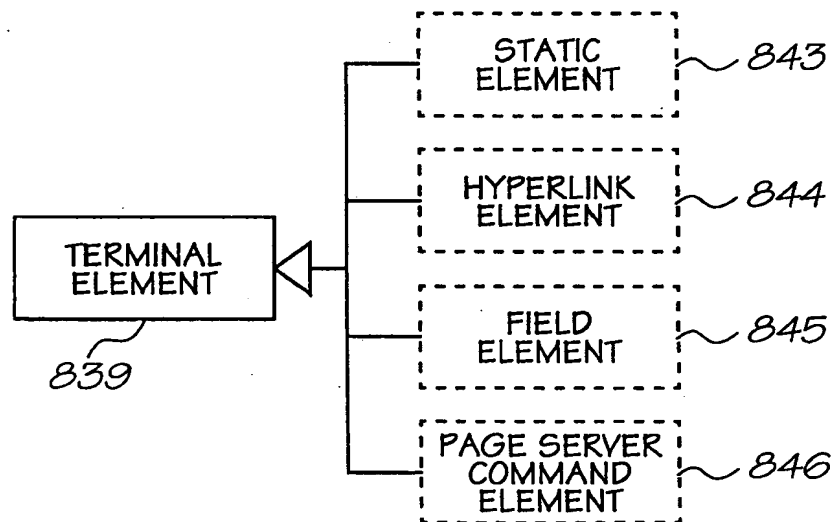 STATIC
ELEMENT
843
HYPERLINK
ELEMENT
844
TERMINAL
ELEMENT
839
FIELD
ELEMENT
845
PAGE SERVER
COMMAND
ELEMENT
846